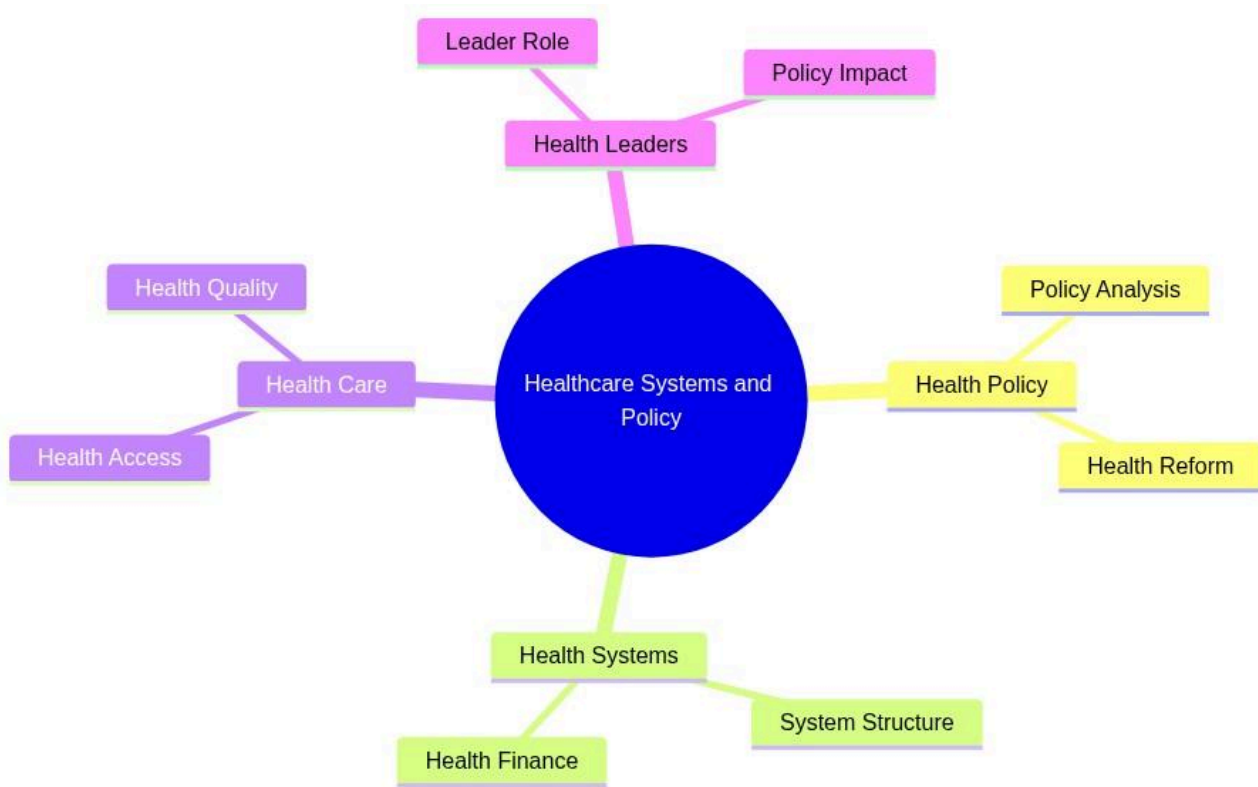 Leader Role
Policy Impact
Health Leaders
Health Quality
Policy Analysis
Health Care
Healthcare Systems and
Policy
Health Policy
Health Access
Health Reform
Health Systems
System Structure
Health Finance